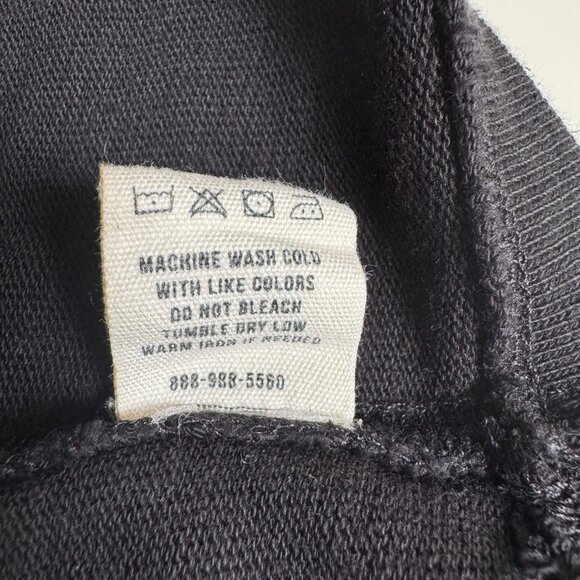 MACHINE WASH COLD
WITH LIKE COLORS
DO NOT BLEACH
TUMBLE DRY LOW
WARM IRON IF NEEDED
888-988-5560